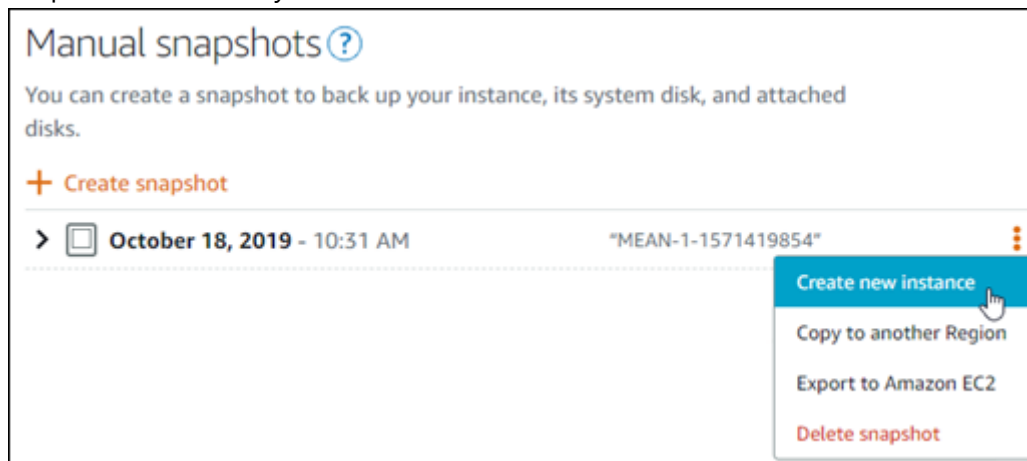 Manual snapshots ?
You can create a snapshot to back up your instance, its system disk, and attached
disks.
+ Create snapshot
October 18, 2019 - 10:31 AM "MEAN-1-1571419854"
Create new instance
Copy to another Region
Export to Amazon EC2
Delete snapshot